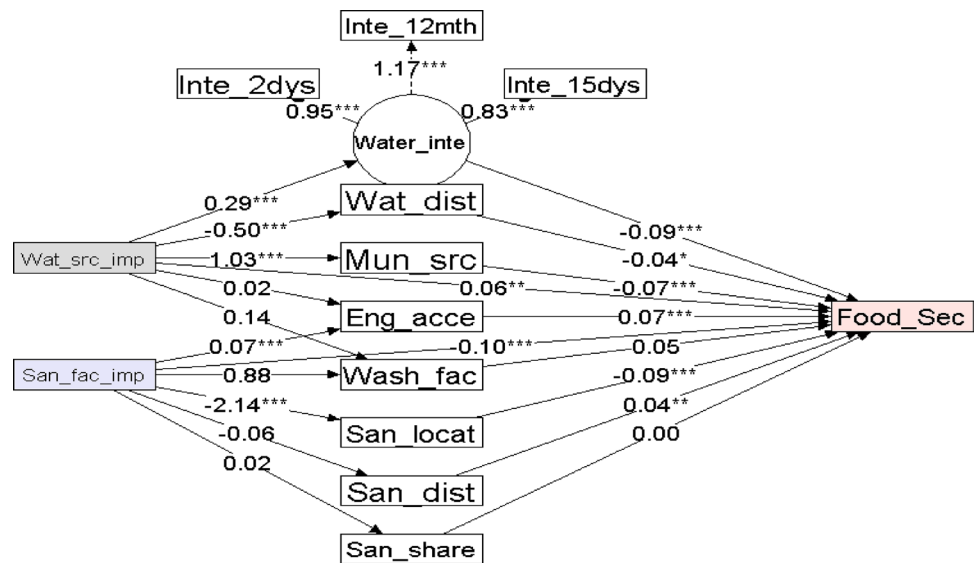 Inte_12mth
1.17***
Inte_2dys
Inte_15dys
0.95***
0.83***
Water_inte
0.29***
Wat_dist
-0.50***
-0.09***
-0.04*
Wat_src_imp
1.03***
Mun_src
-0.07***
0.06**
0.02
Eng_acce
0.07***
Food_Sec
0.14
0.07***
-0.10***
0.05
San_fac_imp
0.88
Wash_fac
-0.09***
-2.14***
0.04**
San_locat
-0.06
0.00
0.02
San_dist
San_share